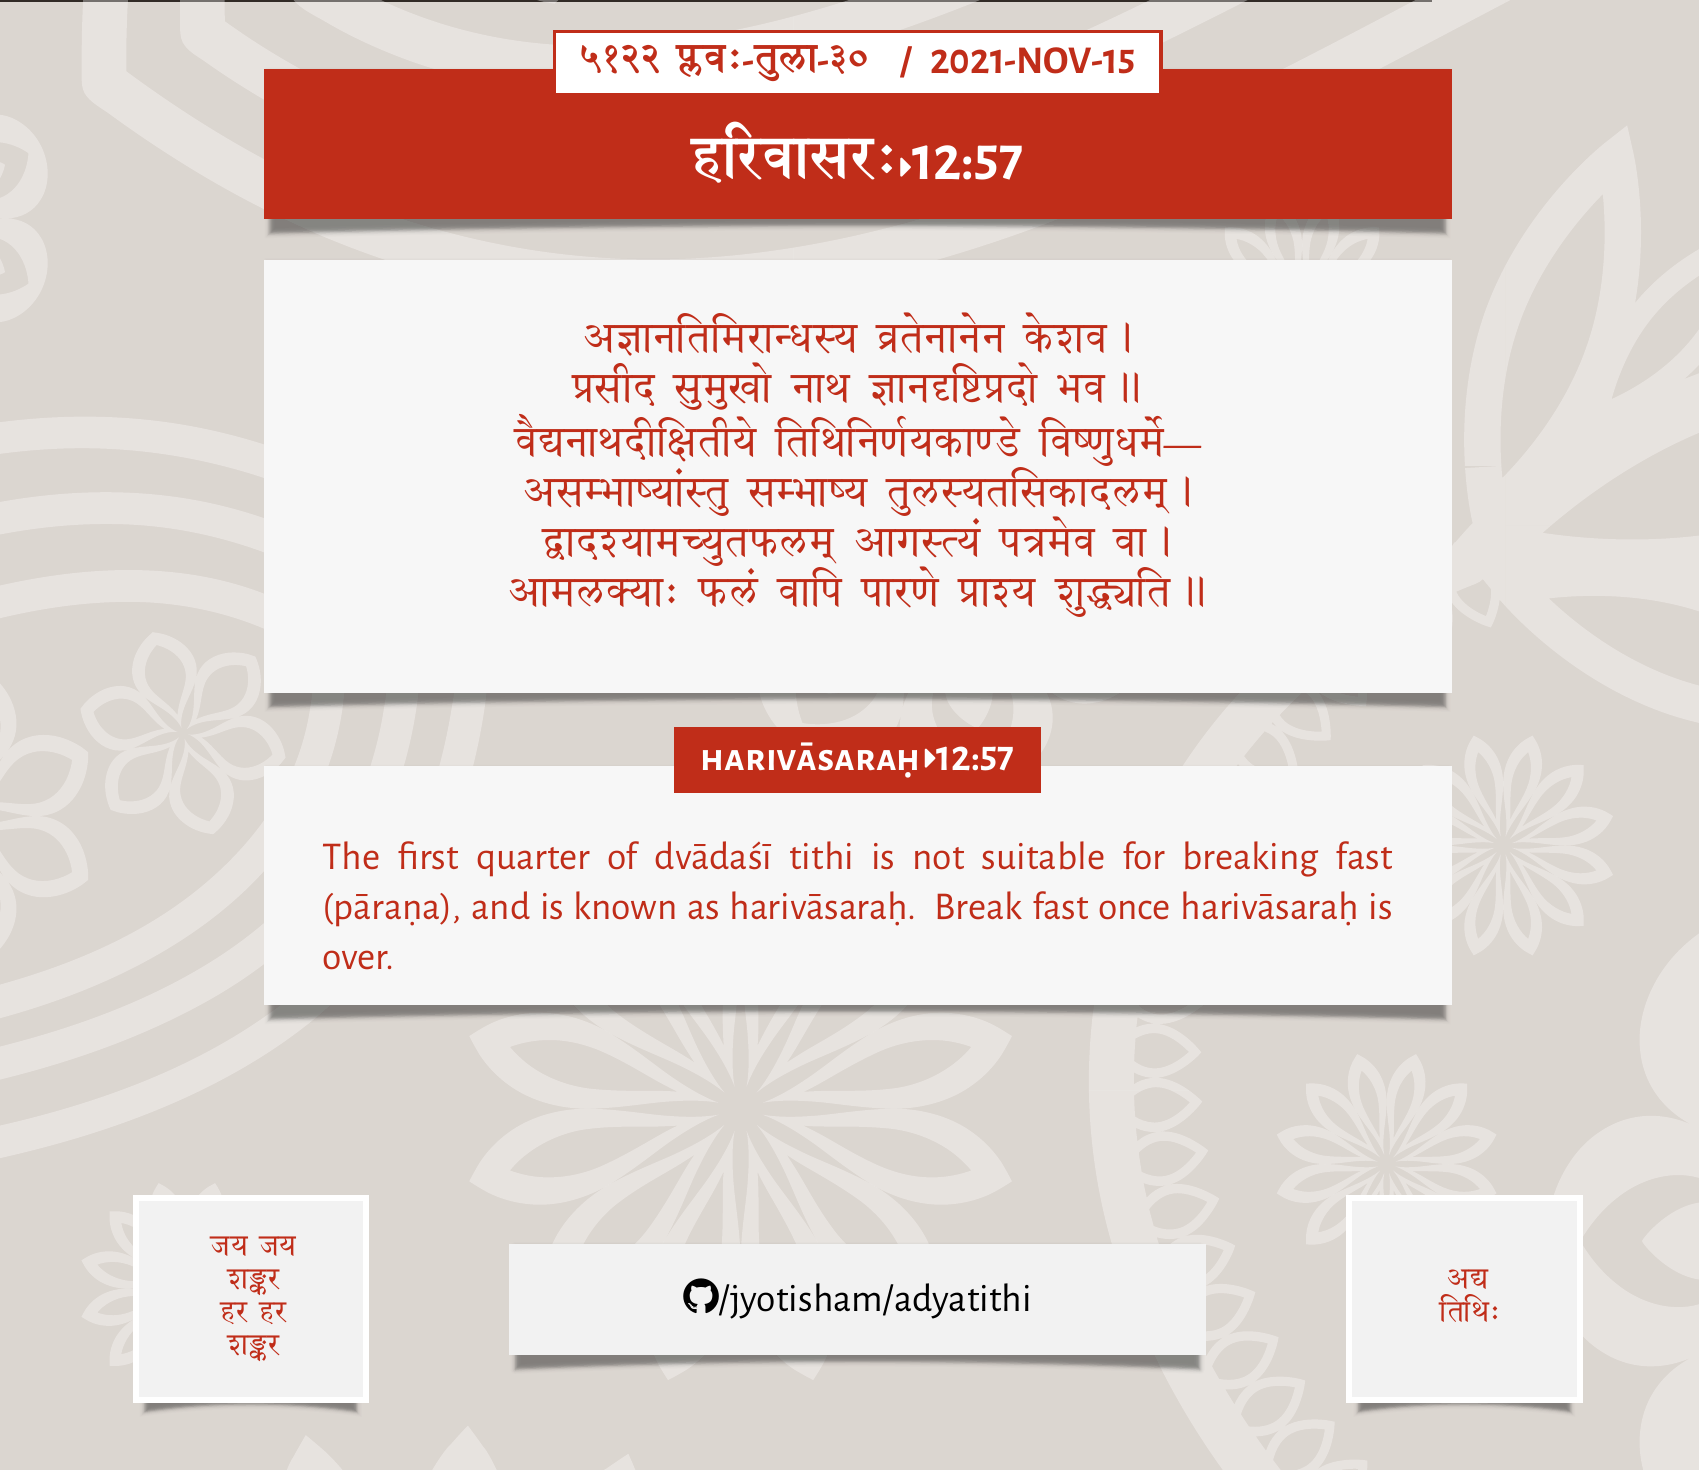 ५१२२ प्लवः-तुला-३० / 2021-NOV-15
हरिवासरः▸12:57
अज्ञानतिमिरान्धस्य व्रतेनानेन केशव ।
प्रसीद सुमुखो नाथ ज्ञानदृष्टिप्रदो भव ॥
वैद्यनाथदीक्षितीये तिथिनिर्णयकाण्डे विष्णुधर्मे—
असम्भाष्यांस्तु सम्भाष्य तुलस्यतसिकादलम् ।
द्वादश्यामच्युतफलम् आगस्त्यं पत्रमेव वा ।
आमलक्याः फलं वापि पारणे प्राश्य शुद्ध्यति ॥
HARIVĀSARAḤ▸12:57
The first quarter of dvādaśī tithi is not suitable for breaking fast
(pāraṇa), and is known as harivāsaraḥ. Break fast once harivāsaraḥ is
over.
जय जय
शङ्कर
हर हर
शङ्कर
/jyotisham/adyatithi
अद्य
तिथिः